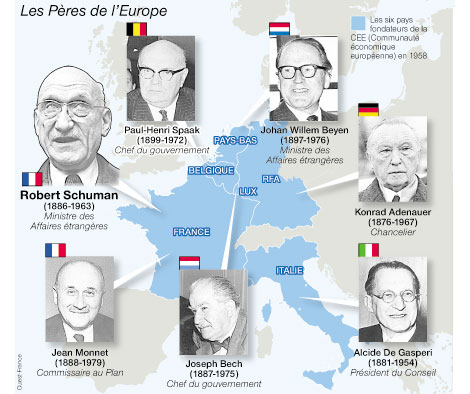 Les Pères de l'Europe
Les six pays
fondateurs de la
CEE (Communauté
économique
européenne) en 1958
Paul-Henri Spaak
(1899-1972)
Chef du gouvernement
Johan Willem Beyen
(1897-1976)
Ministre des
Affaires étrangères
Robert Schuman
(1886-1963)
Ministre des
Affaires étrangères
PAYS-BAS
BELGIQUE
RFA
LUX
FRANCE
ITALIE
Konrad Adenauer
(1876-1967)
Chancelier
Jean Monnet
(1888-1979)
Commissaire au Plan
Joseph Bech
(1887-1975)
Chef du gouvernement
Alcide De Gasperi
(1881-1954)
Président du Conseil
Ouest-France